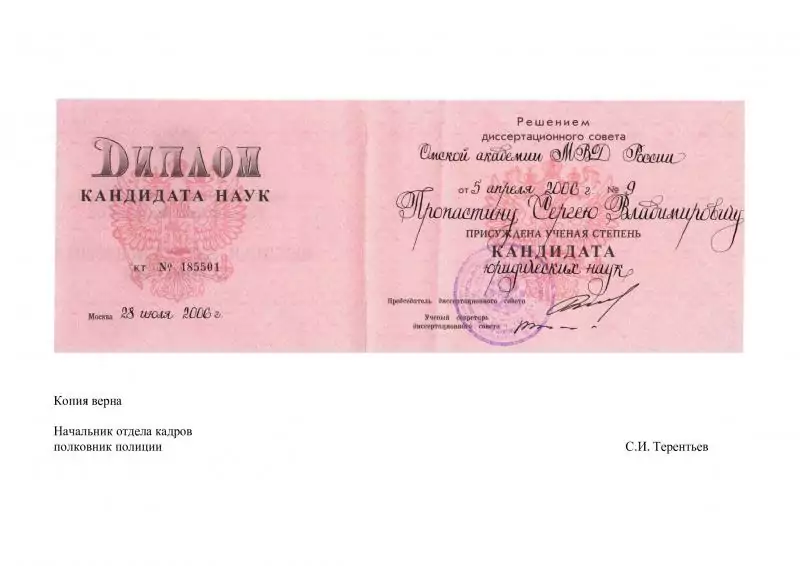 ДИПЛОМ
КАНДИДАТА НАУК
КТ № 185501
Москва 28 июля 2006 г.
Решением
диссертационного совета
Омской академии МВД России
от 5 апреля 2006 г. № 9
Пропастину Сергею Владимировичу
ПРИСУЖДЕНА УЧЕНАЯ СТЕПЕНЬ
КАНДИДАТА
юридических наук
Председатель диссертационного совета
Ученый секретарь
диссертационного совета
Копия верна
Начальник отдела кадров
полковник полиции
С.И. Терентьев